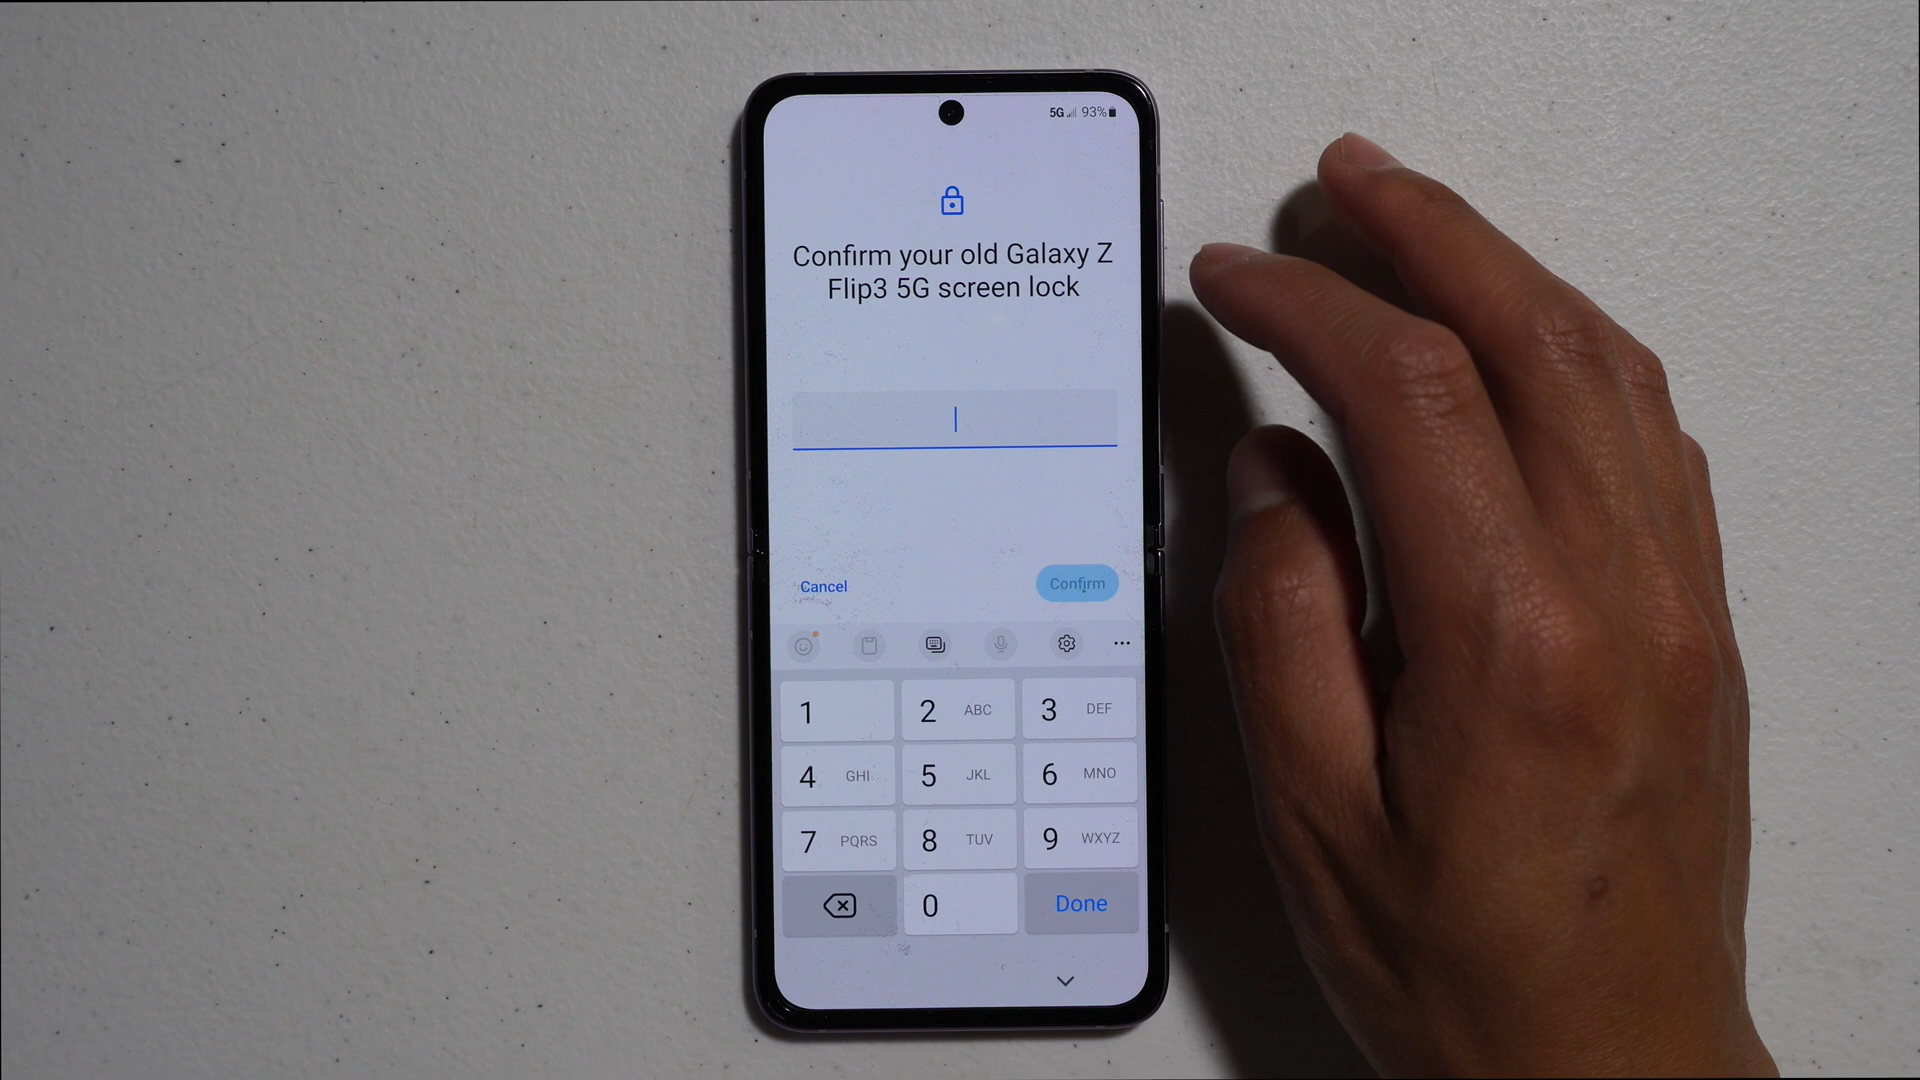 5G 93%
Confirm your old Galaxy Z
Flip3 5G screen lock
Cancel Confirm
1 2 ABC 3 DEF
4 GHI 5 JKL 6 MNO
7 PQRS 8 TUV 9 WXYZ
0 Done